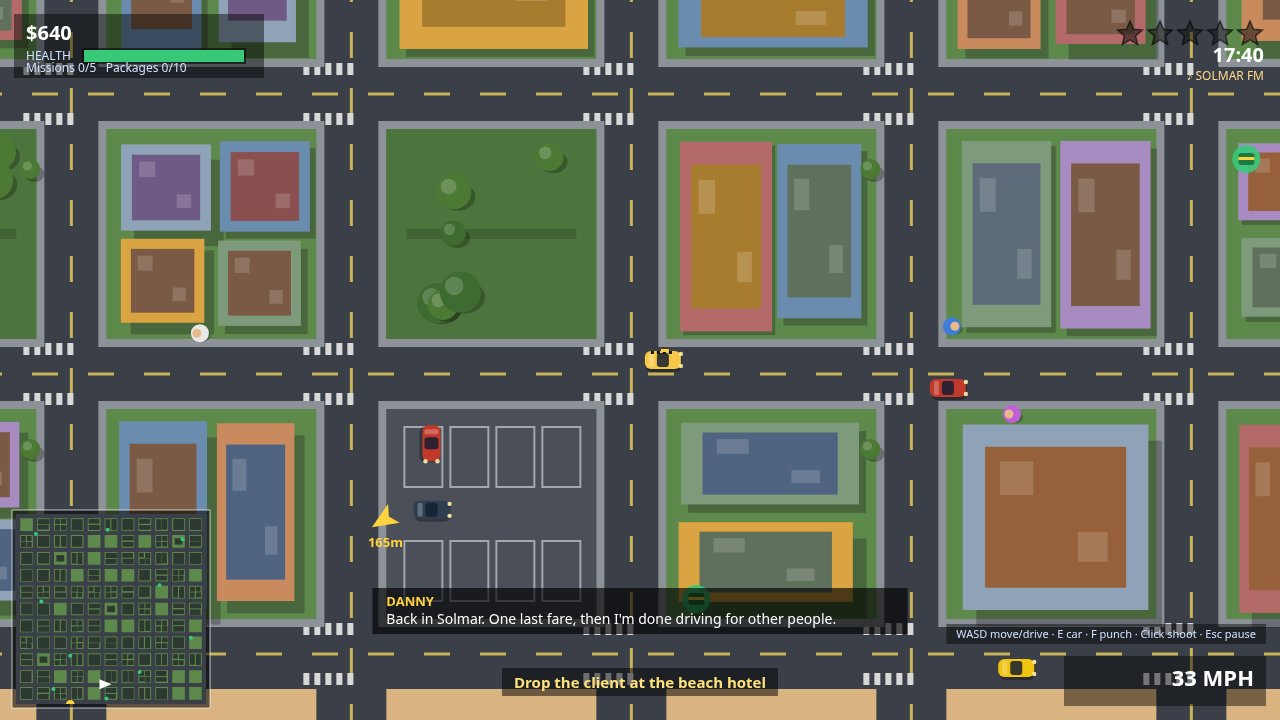 $640
HEALTH
Missions 0/5 Packages 0/10
17:40
♪ SOLMAR FM
165m
DANNY
Back in Solmar. One last fare, then I'm done driving for other people.
WASD move/drive · E car · F punch · Click shoot · Esc pause
Drop the client at the beach hotel
33 MPH